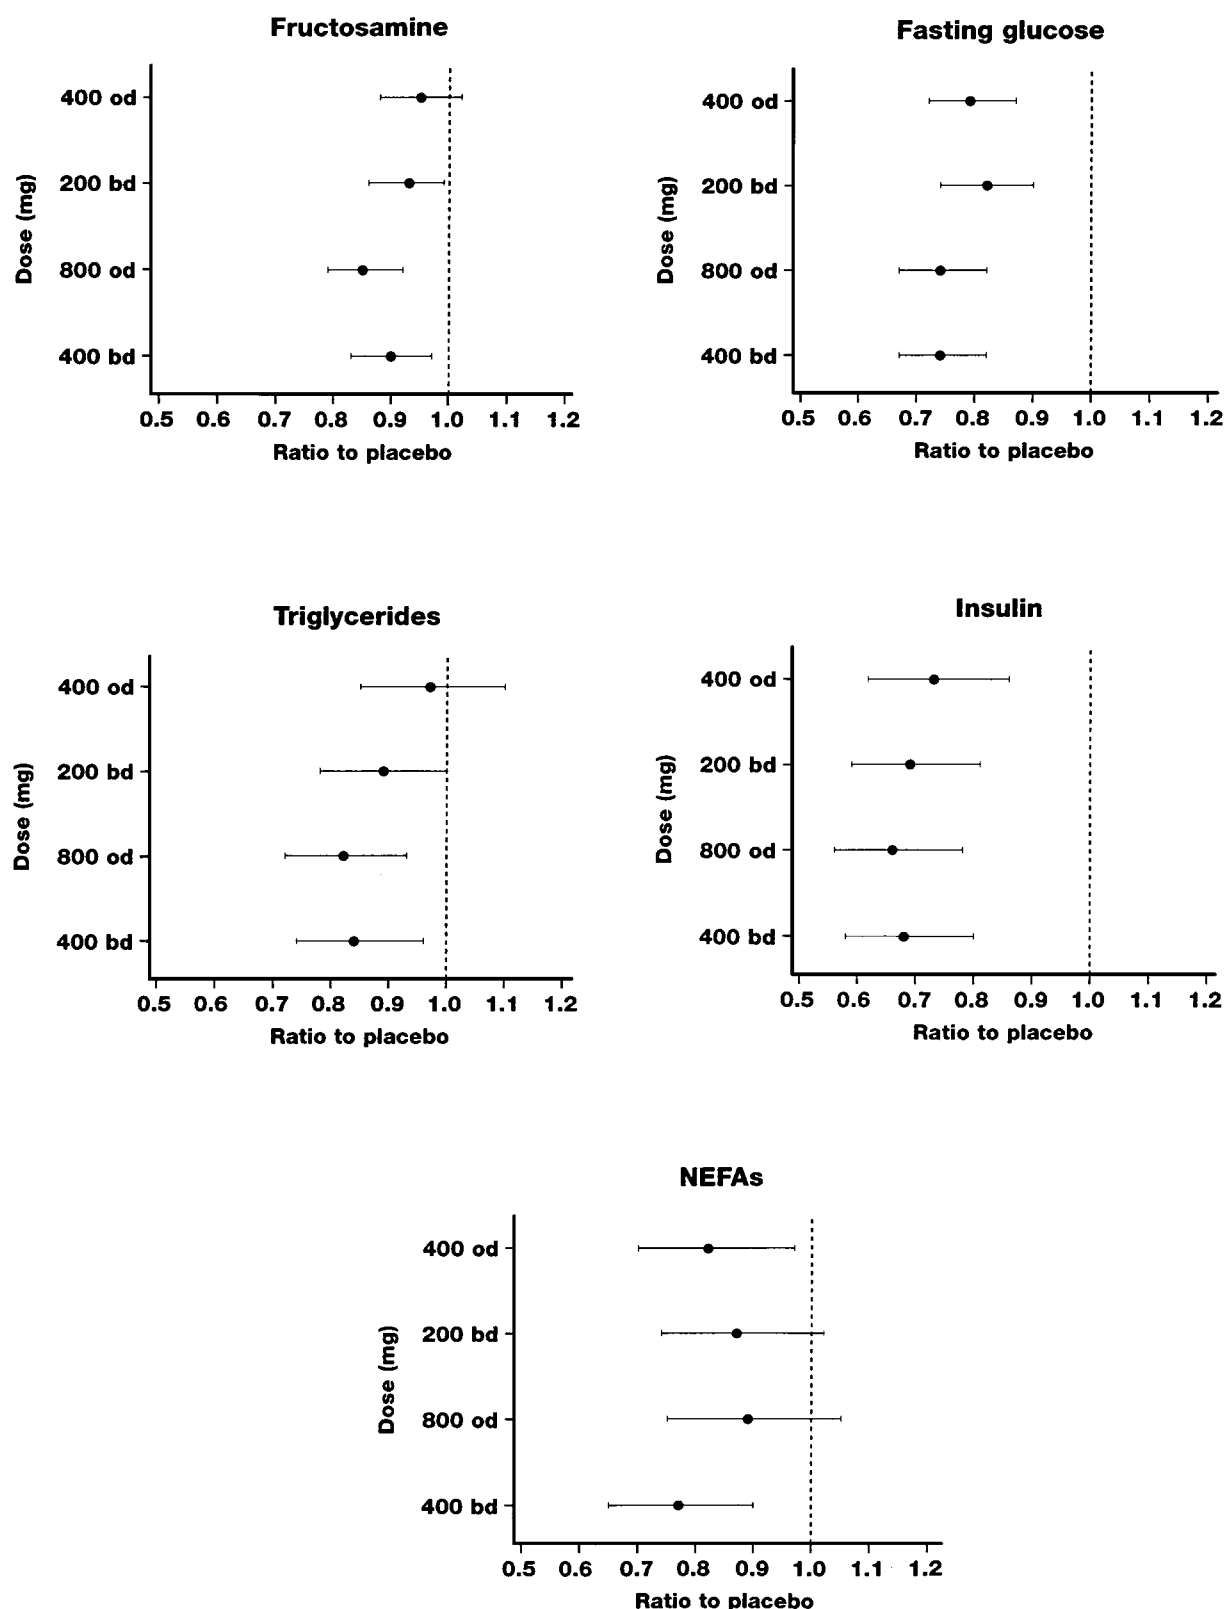 Fructosamine
Dose (mg)
400 od
200 bd
800 od
400 bd
0.5 0.6 0.7 0.8 0.9 1.0 1.1 1.2
Ratio to placebo
Fasting glucose
Dose (mg)
400 od
200 bd
800 od
400 bd
0.5 0.6 0.7 0.8 0.9 1.0 1.1 1.2
Ratio to placebo
Triglycerides
Dose (mg)
400 od
200 bd
800 od
400 bd
0.5 0.6 0.7 0.8 0.9 1.0 1.1 1.2
Ratio to placebo
Insulin
Dose (mg)
400 od
200 bd
800 od
400 bd
0.5 0.6 0.7 0.8 0.9 1.0 1.1 1.2
Ratio to placebo
NEFAs
Dose (mg)
400 od
200 bd
800 od
400 bd
0.5 0.6 0.7 0.8 0.9 1.0 1.1 1.2
Ratio to placebo